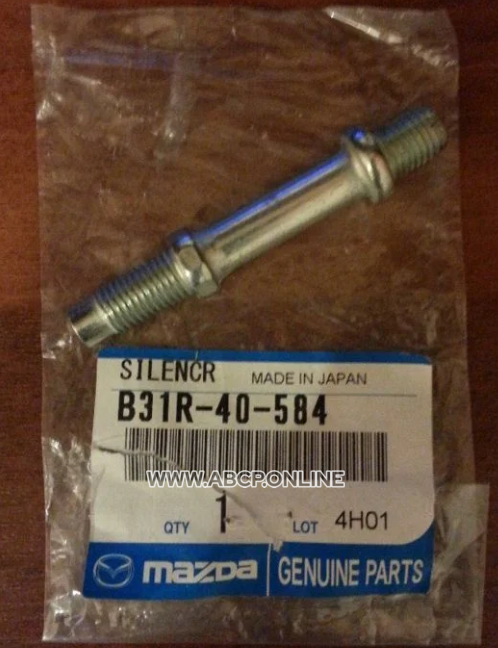 SILENCR MADE IN JAPAN
B31R-40-584
WWW.ABCP.ONLINE
QTY 1 LOT 4H01
mazda GENUINE PARTS